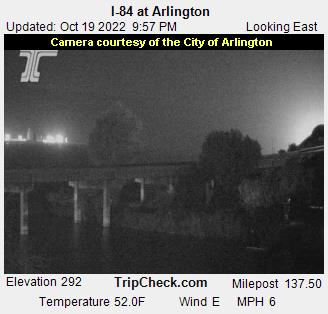 I-84 at Arlington
Updated: Oct 19 2022 9:57 PM Looking East
Camera courtesy of the City of Arlington
Elevation 292 TripCheck.com Milepost 137.50
Temperature 52.0F Wind E MPH 6